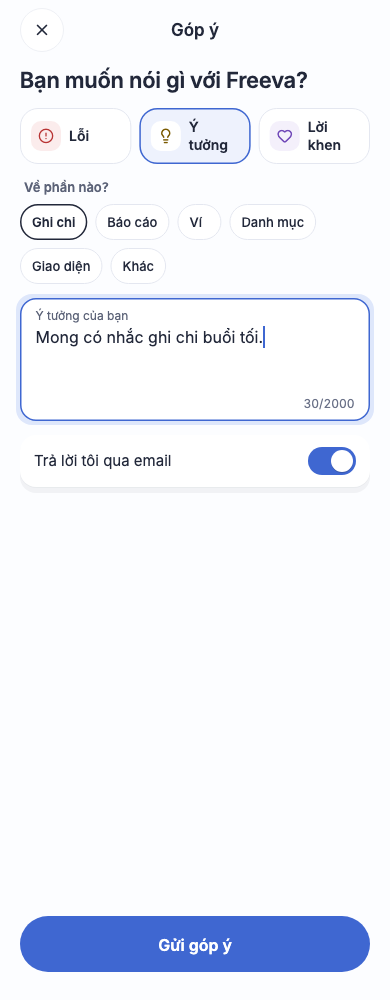 Góp ý
Bạn muốn nói gì với Freeva?
Lỗi
Ý
tưởng
Lời
khen
Về phần nào?
Ghi chi
Báo cáo
Ví
Danh mục
Giao diện
Khác
Ý tưởng của bạn
Mong có nhắc ghi chi buổi tối.
30/2000
Trả lời tôi qua email
Gửi góp ý